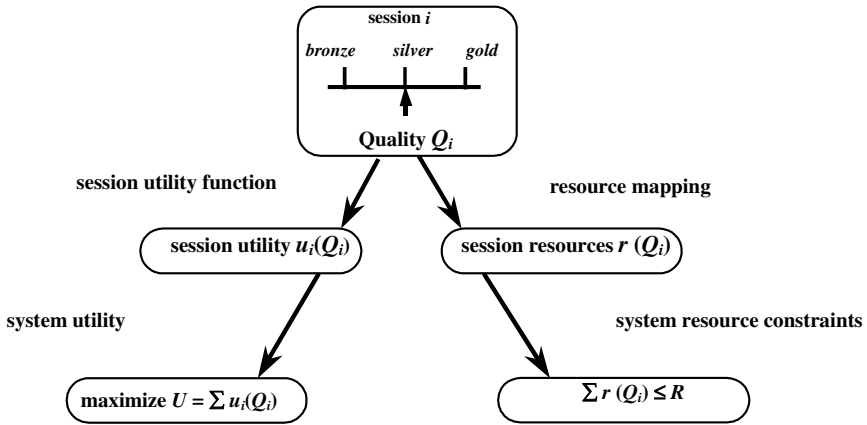 session i
bronze silver gold
Quality Qi
session utility function
resource mapping
session utility ui(Qi)
session resources r (Qi)
system utility
system resource constraints
maximize U = ∑ ui(Qi)
∑ r (Qi) ≤ R